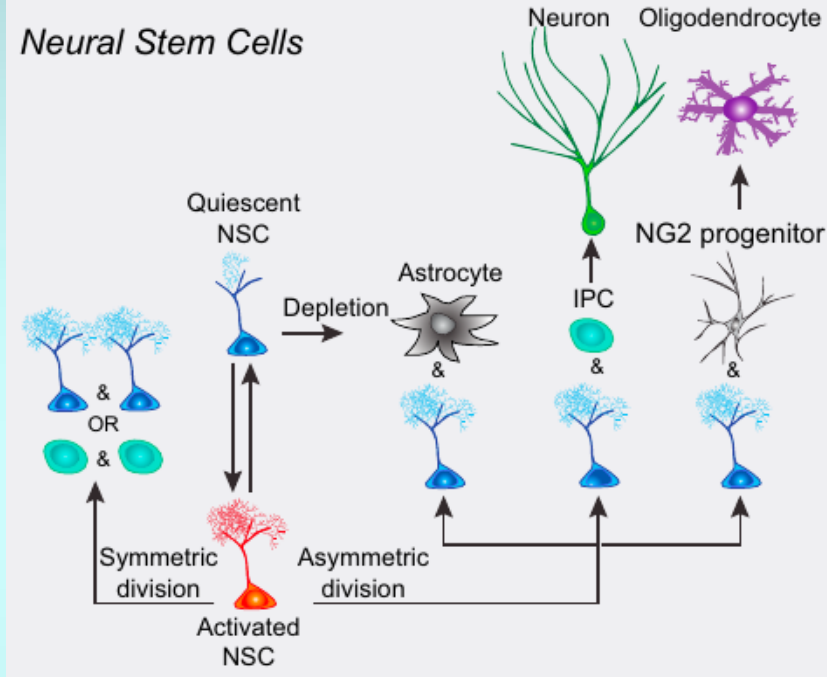 Neural Stem Cells
Neuron
Oligodendrocyte
Quiescent
NSC
NG2 progenitor
Depletion
Astrocyte
IPC
&
&
&
&
OR
&
Symmetric
division
Asymmetric
division
Activated
NSC